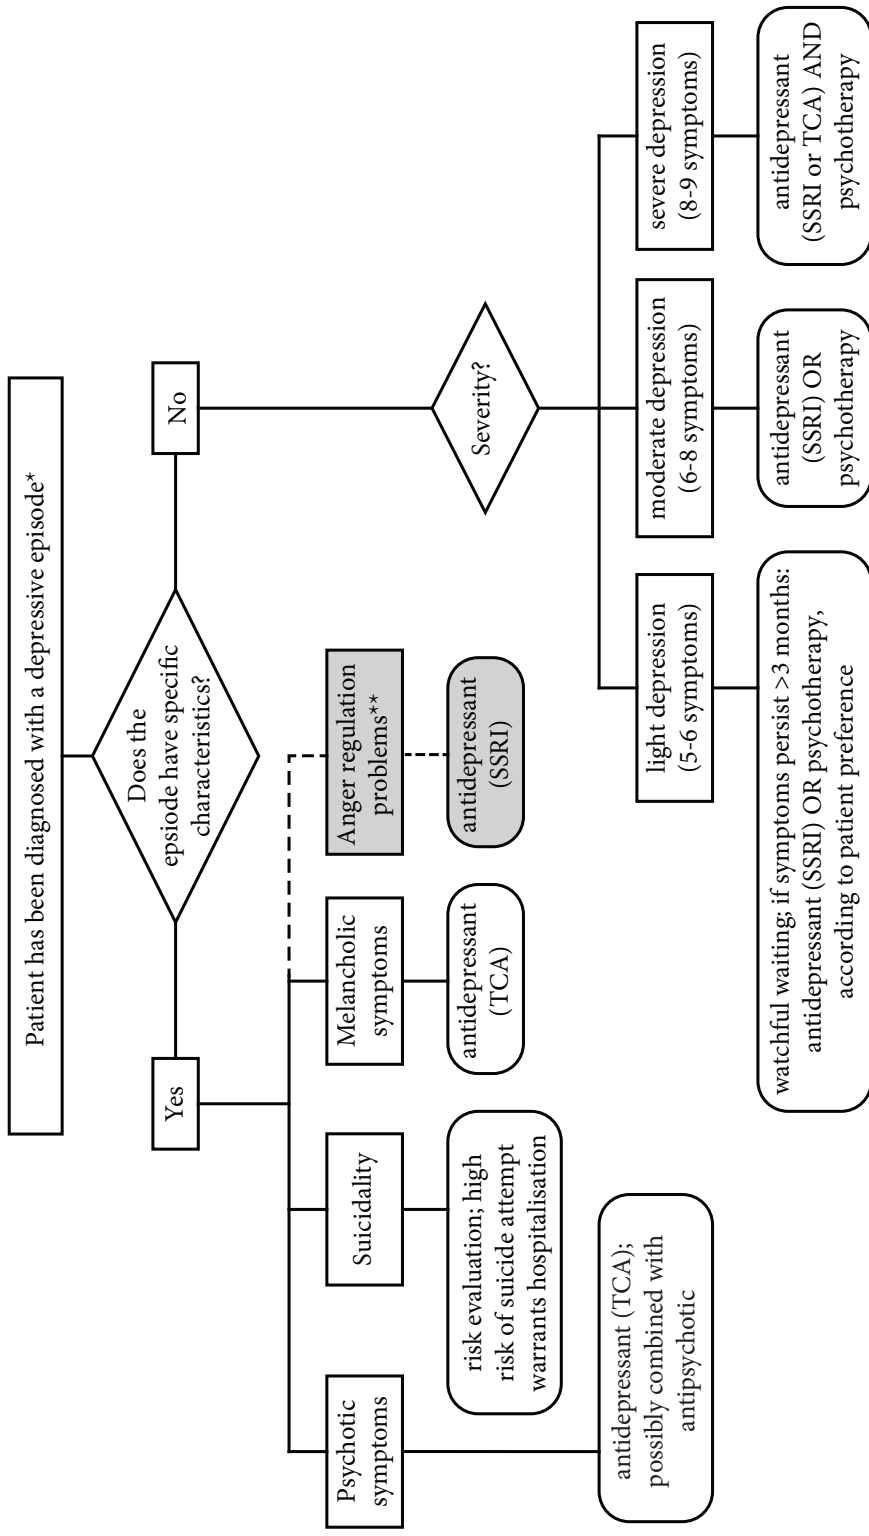 Patient has been diagnosed with a depressive episode*
Does the
epsiode have specific
characteristics?
Yes
No
Psychotic
symptoms
Suicidality
Melancholic
symptoms
Anger regulation
problems**
risk evaluation; high
risk of suicide attempt
warrants hospitalisation
antidepressant
(TCA)
antidepressant
(SSRI)
antidepressant (TCA);
possibly combined with
antipsychotic
Severity?
light depression
(5-6 symptoms)
moderate depression
(6-8 symptoms)
severe depression
(8-9 symptoms)
watchful waiting; if symptoms persist >3 months:
antidepressant (SSRI) OR psychotherapy,
according to patient preference
antidepressant
(SSRI) OR
psychotherapy
antidepressant
(SSRI or TCA) AND
psychotherapy